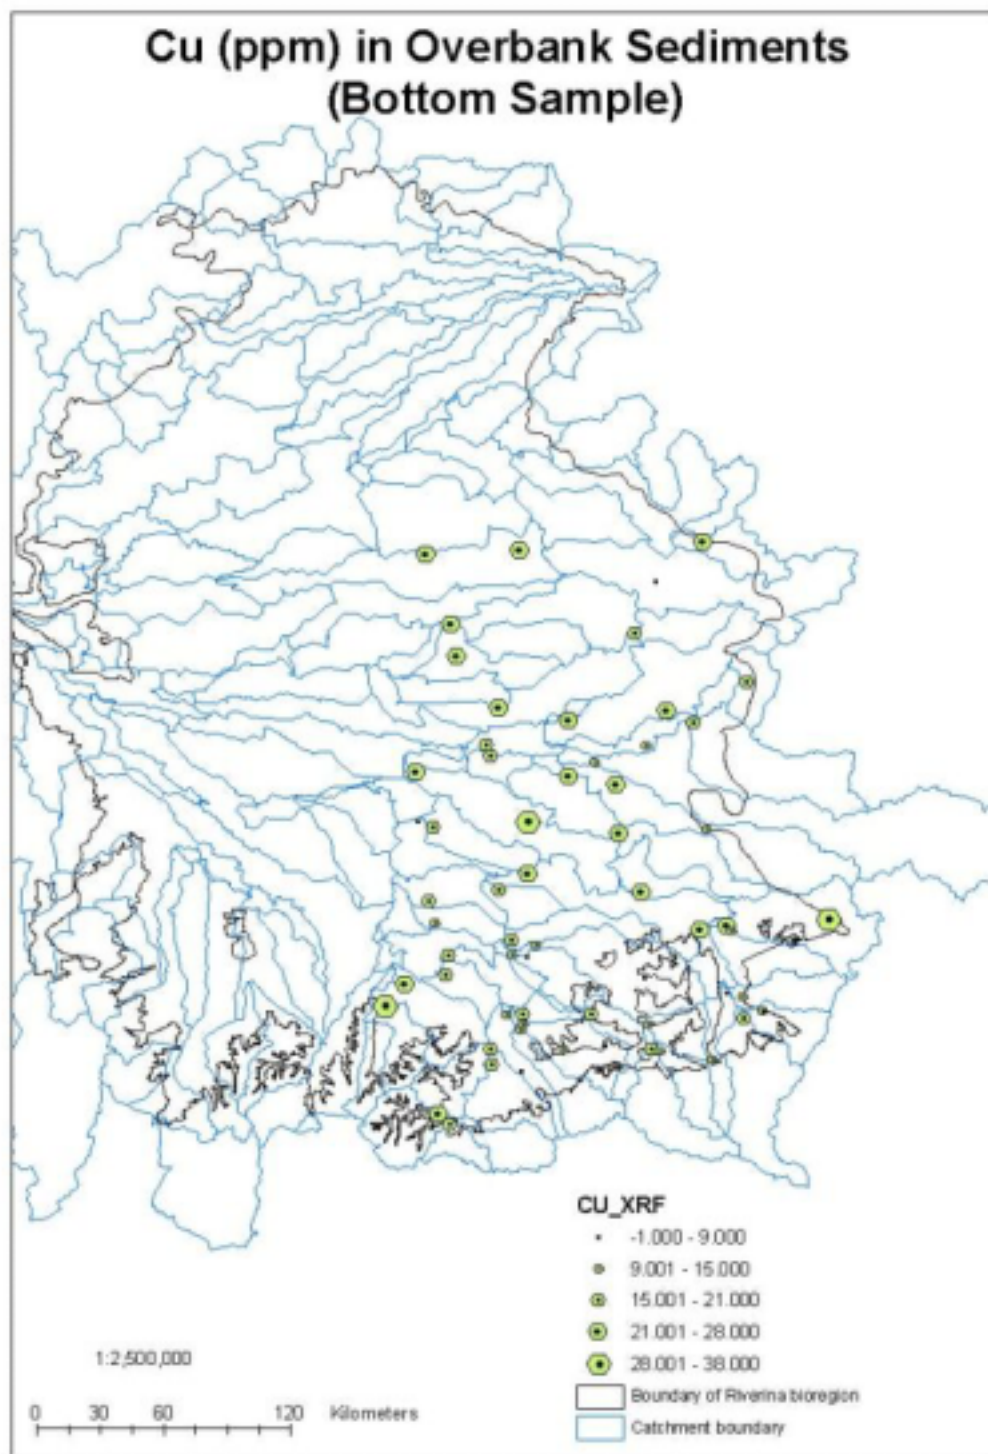 Cu (ppm) in Overbank Sediments
(Bottom Sample)
CU_XRF
-1.000 - 9.000
9.001 - 15.000
15.001 - 21.000
21.001 - 28.000
28.001 - 38.000
Boundary of Riverina bioregion
Catchment boundary
1:2,500,000
0 30 60 120 Kilometers